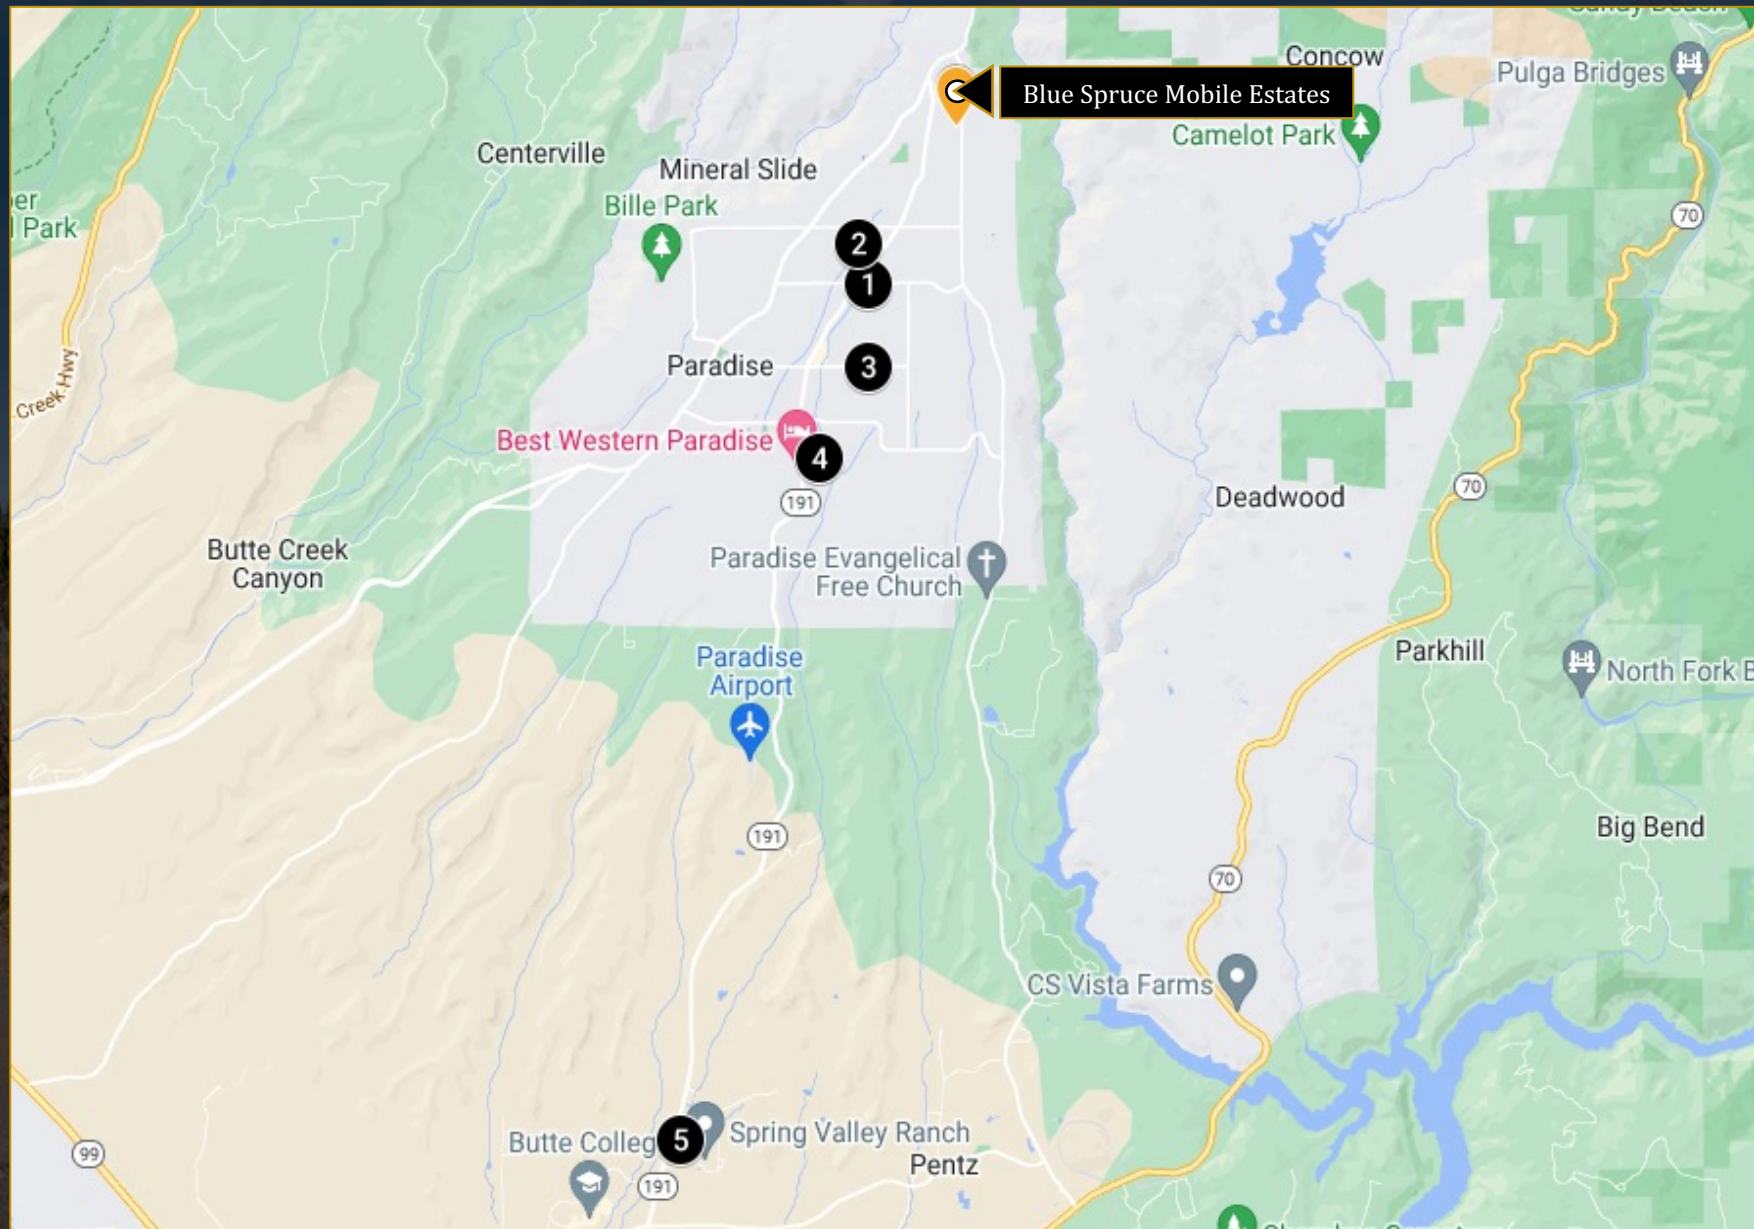 Concow
Pulga Bridges
Blue Spruce Mobile Estates
Camelot Park
Centerville
Mineral Slide
Bille Park
Park
70
2
1
Paradise
3
Creek Hwy
Best Western Paradise
4
191
70
Deadwood
Butte Creek
Canyon
Paradise Evangelical
Free Church
Parkhill
Paradise
Airport
North Fork B
191
Big Bend
70
CS Vista Farms
Butte Colleg
5
Spring Valley Ranch
Pentz
99
191